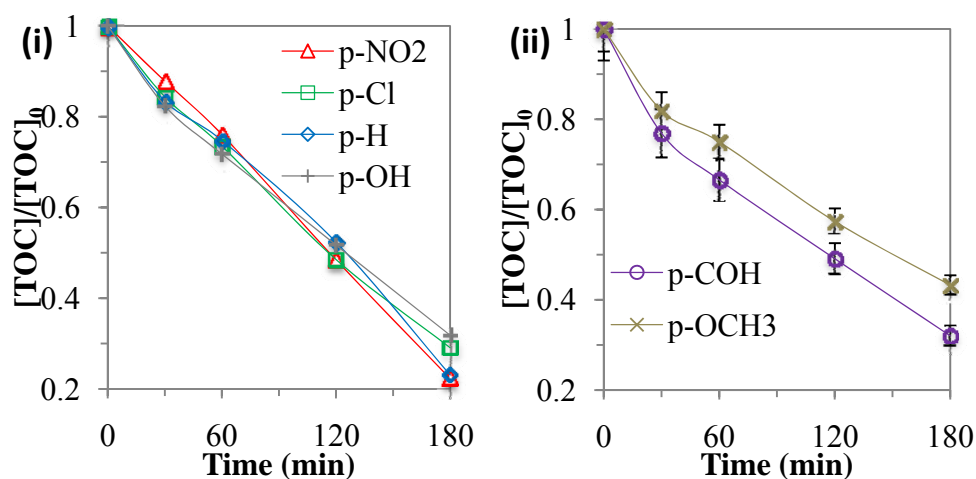 (i)
[TOC]/[TOC]0
1
0.8
0.6
0.4
0.2
p-NO2
p-Cl
p-H
p-OH
0
60
120
180
Time (min)
(ii)
[TOC]/[TOC]0
1
0.8
0.6
0.4
0.2
p-COH
p-OCH3
0
60
120
180
Time (min)